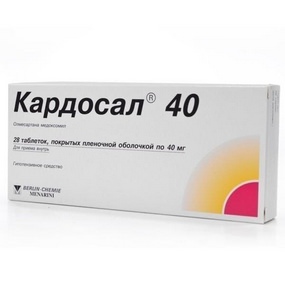 Кардосал® 40
Олмесартана медоксомил
28 таблеток, покрытых пленочной оболочкой по 40 мг
Для приема внутрь
Гипотензивное средство
BERLIN-CHEMIE
MENARINI